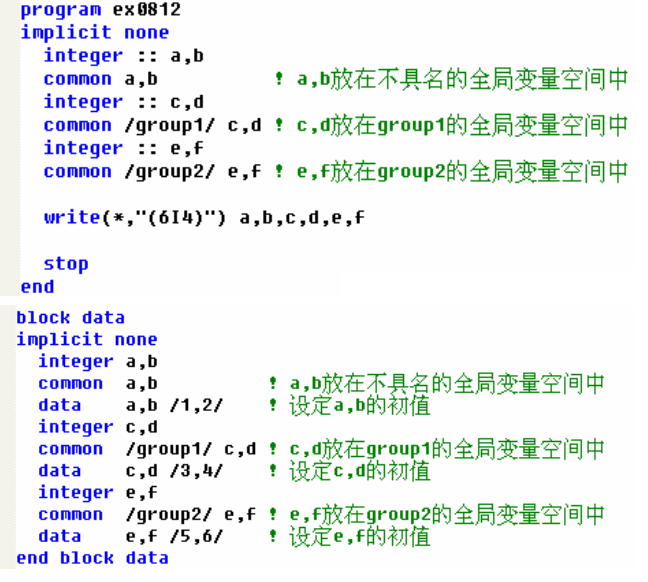 program ex0812
implicit none
integer :: a,b
common a,b ! a,b放在不具名的全局变量空间中
integer :: c,d
common /group1/ c,d ! c,d放在group1的全局变量空间中
integer :: e,f
common /group2/ e,f ! e,f放在group2的全局变量空间中
write(*,"(6I4)") a,b,c,d,e,f
stop
end
block data
implicit none
integer a,b
common a,b ! a,b放在不具名的全局变量空间中
data a,b /1,2/ ! 设定a,b的初值
integer c,d
common /group1/ c,d ! c,d放在group1的全局变量空间中
data c,d /3,4/ ! 设定c,d的初值
integer e,f
common /group2/ e,f ! e,f放在group2的全局变量空间中
data e,f /5,6/ ! 设定e,f的初值
end block data